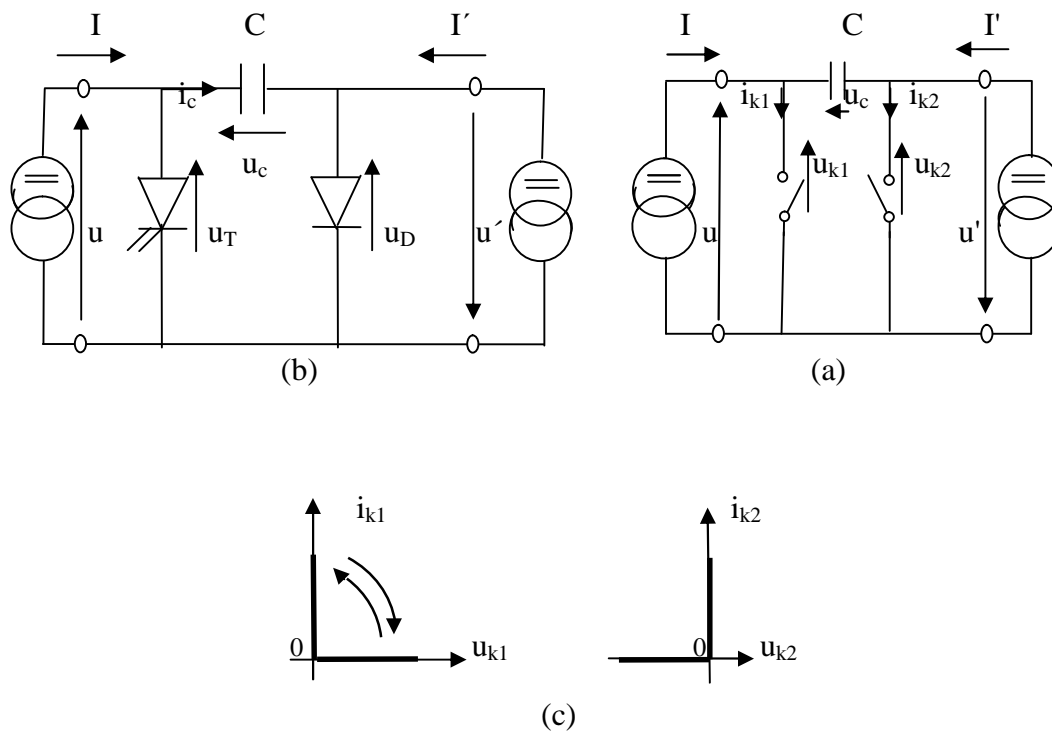 I C I´ I C I'
i_c i_k1 u_c i_k2
u_c u_k1 u_k2
u u_T u_D u´ u u'
(b) (a)
i_k1 i_k2
0 u_k1 0 u_k2
(c)